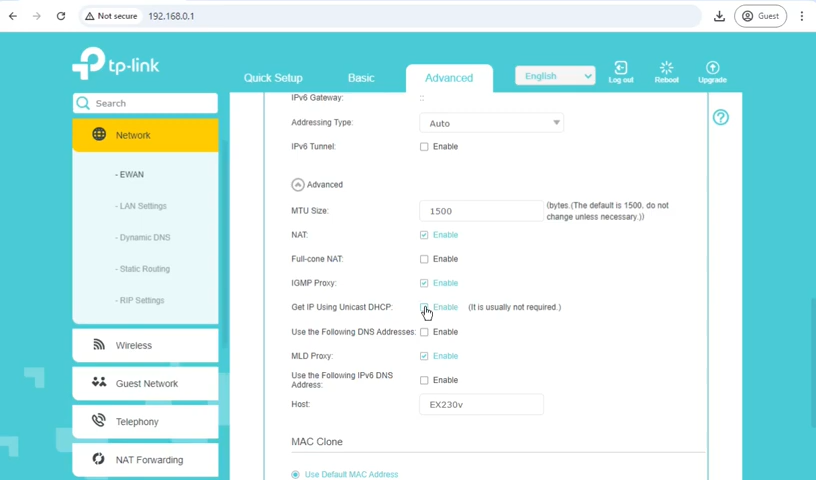 Not secure
192.168.0.1
Guest
tp-link
Quick Setup
Basic
Advanced
English
Log out
Reboot
Upgrade
Search
Network
- EWAN
- LAN Settings
- Dynamic DNS
- Static Routing
- RIP Settings
Wireless
Guest Network
Telephony
NAT Forwarding
IPv6 Gateway: ::
Addressing Type: Auto
IPv6 Tunnel: Enable
Advanced
MTU Size: 1500 (bytes.(The default is 1500, do not
change unless necessary.))
NAT: Enable
Full-cone NAT: Enable
IGMP Proxy: Enable
Get IP Using Unicast DHCP: Enable (It is usually not required.)
Use the Following DNS Addresses: Enable
MLD Proxy: Enable
Use the Following IPv6 DNS
Address: Enable
Host: EX230v
MAC Clone
Use Default MAC Address